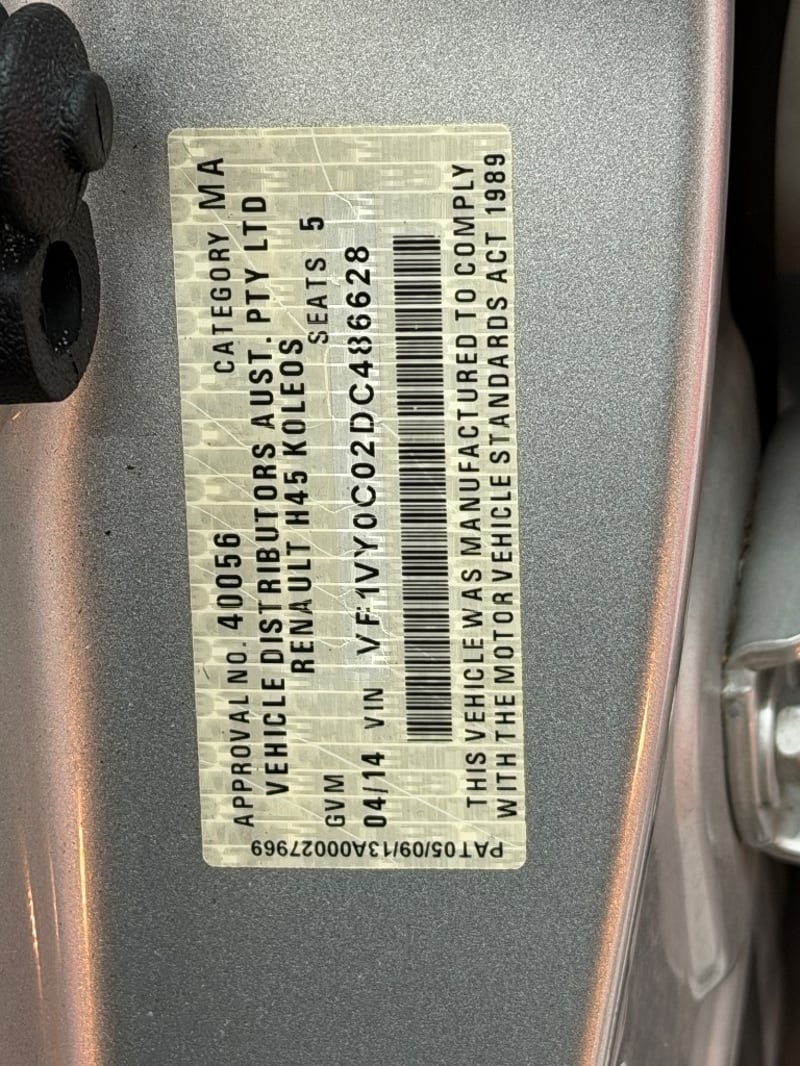 APPROVAL NO. 40056 CATEGORY MA
VEHICLE DISTRIBUTORS AUST. PTY LTD
RENAULT H45 KOLEOS
GVM SEATS 5
04/14 VIN VF1VY0C02DC486628
THIS VEHICLE WAS MANUFACTURED TO COMPLY
WITH THE MOTOR VEHICLE STANDARDS ACT 1989
PAT05/09/13A00027969